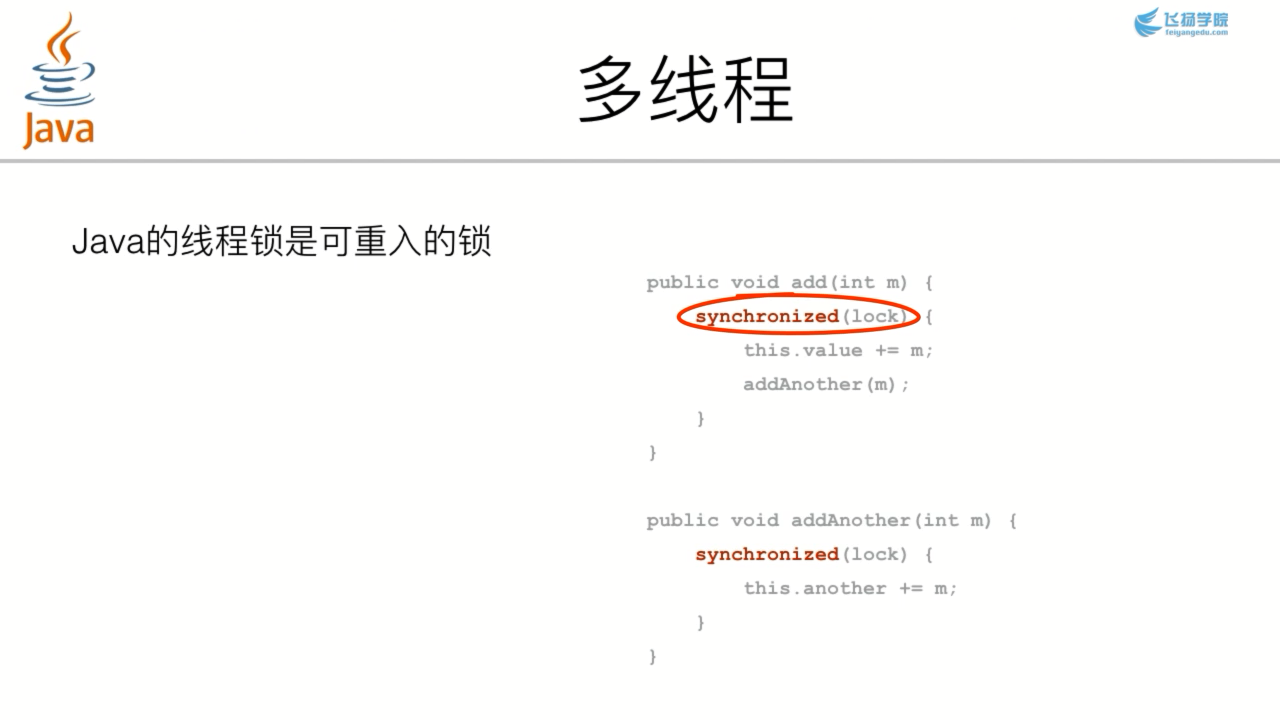 Java
飞扬学院
feiyangedu.com
多线程
Java的线程锁是可重入的锁
public void add(int m) {
    synchronized(lock) {
        this.value += m;
        addAnother(m);
    }
}
public void addAnother(int m) {
    synchronized(lock) {
        this.another += m;
    }
}